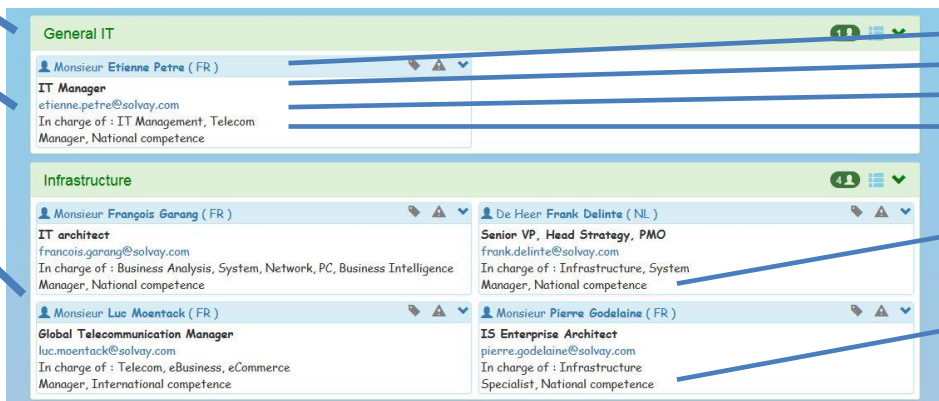 General IT
1
Monsieur Etienne Petre ( FR )
IT Manager
etienne.petre@solvay.com
In charge of : IT Management, Telecom
Manager, National competence
Infrastructure
4
Monsieur François Garang ( FR )
IT architect
francois.garang@solvay.com
In charge of : Business Analysis, System, Network, PC, Business Intelligence
Manager, National competence
De Heer Frank Delinte ( NL )
Senior VP, Head Strategy, PMO
frank.delinte@solvay.com
In charge of : Infrastructure, System
Manager, National competence
Monsieur Luc Moentack ( FR )
Global Telecommunication Manager
luc.moentack@solvay.com
In charge of : Telecom, eBusiness, eCommerce
Manager, International competence
Monsieur Pierre Godelaine ( FR )
IS Enterprise Architect
pierre.godelaine@solvay.com
In charge of : Infrastructure
Specialist, National competence